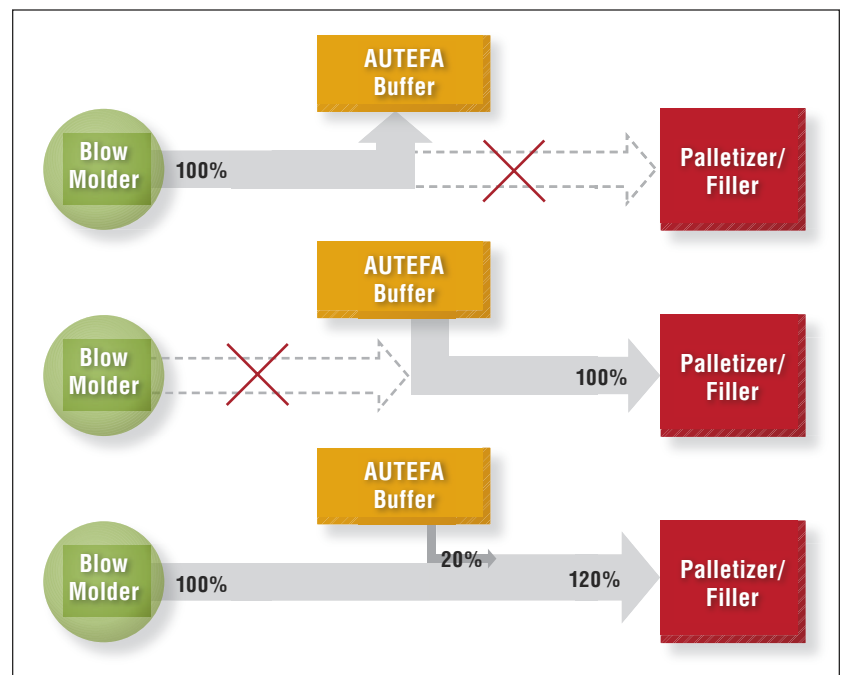 AUTEFA
Buffer
Blow
Molder
100%
Palletizer/
Filler
AUTEFA
Buffer
Blow
Molder
100%
Palletizer/
Filler
AUTEFA
Buffer
Blow
Molder
100%
20%
120%
Palletizer/
Filler